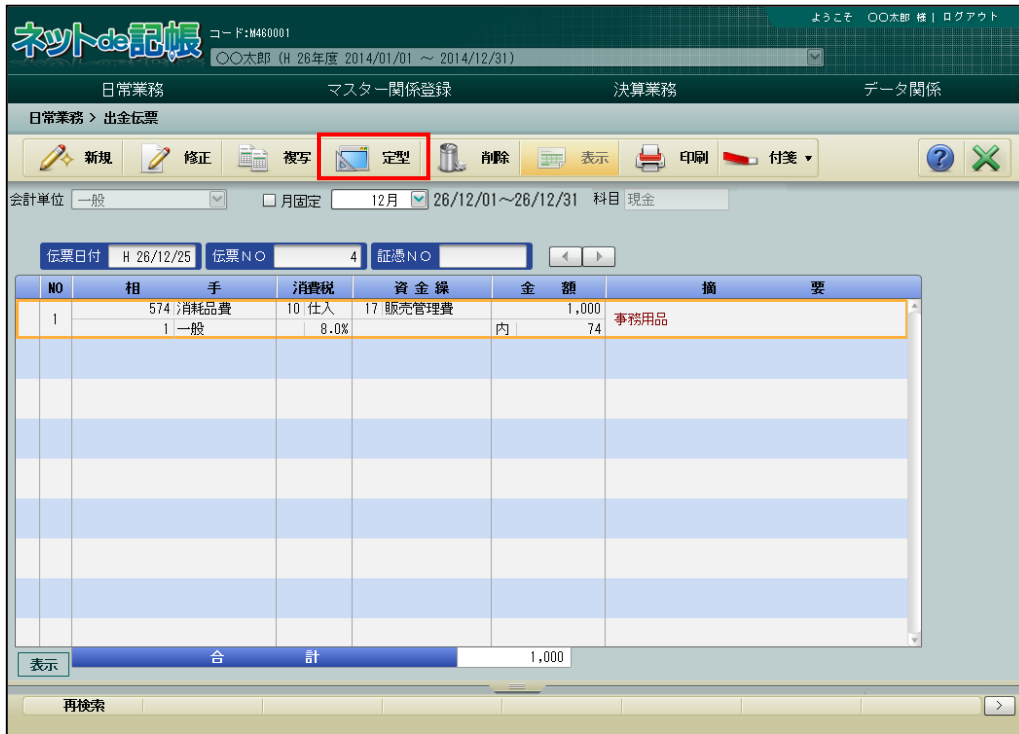 ようこそ 〇〇太郎 様 | ログアウト
ネットde記帳 コード:M460001
〇〇太郎 (H 26年度 2014/01/01 ～ 2014/12/31)
日常業務 マスター関係登録 決算業務 データ関係
日常業務 > 出金伝票
新規 修正 複写 定型 削除 表示 印刷 付箋 ▼ ?
会計単位 一般 月固定 12月 26/12/01～26/12/31 科目 現金
伝票日付 H 26/12/25 伝票NO 4 証憑NO
NO 相手 消費税 資金繰 金額 摘要
1 574 消耗品費 10 仕入 17 販売管理費 1,000 事務用品
1 一般 8.0% 内 74
表示 合計 1,000
再検索 >